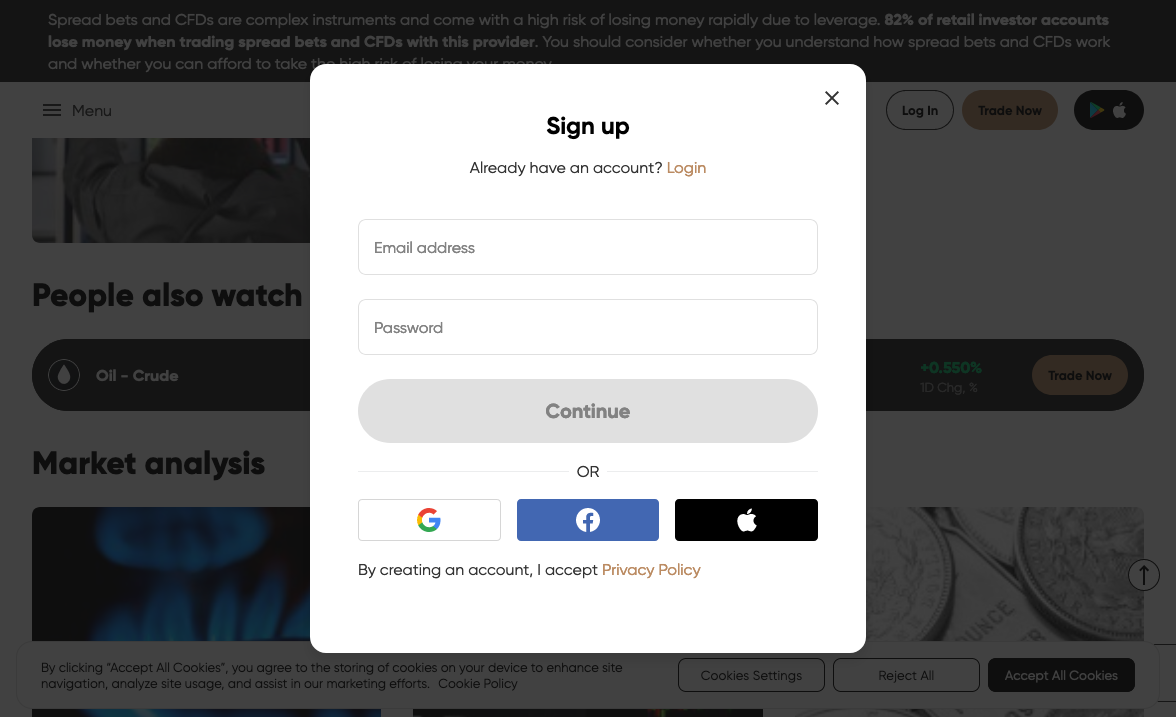 Spread bets and CFDs are complex instruments and come with a high risk of losing money rapidly due to leverage. 82% of retail investor accounts
lose money when trading spread bets and CFDs with this provider. You should consider whether you understand how spread bets and CFDs work
and whether you can afford to take the high risk of losing your money.
Menu
Log In
Trade Now
Sign up
Already have an account? Login
Email address
Password
Continue
OR
By creating an account, I accept Privacy Policy
People also watch
Oil - Crude
+0.550%
1D Chg, %
Trade Now
Market analysis
OUNCE
By clicking “Accept All Cookies”, you agree to the storing of cookies on your device to enhance site
navigation, analyze site usage, and assist in our marketing efforts. Cookie Policy
Cookies Settings
Reject All
Accept All Cookies